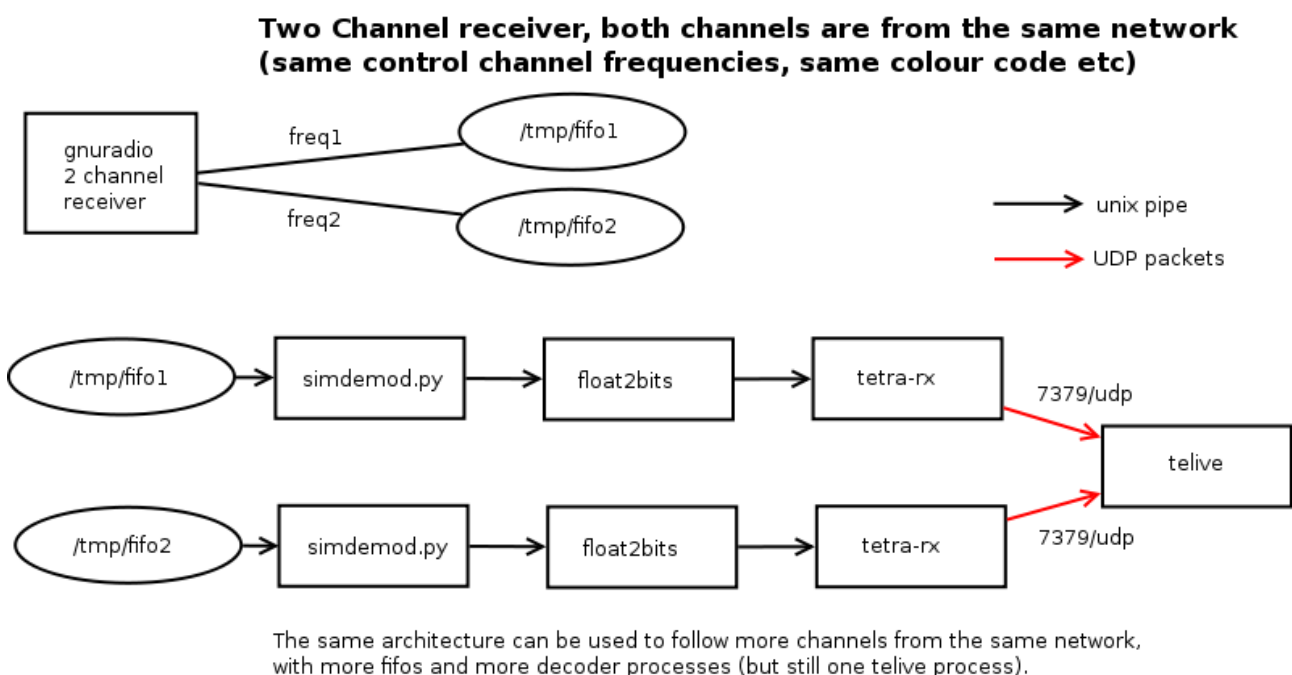 Two Channel receiver, both channels are from the same network
(same control channel frequencies, same colour code etc)
gnuradio
2 channel
receiver
freq1
/tmp/fifo1
freq2
/tmp/fifo2
unix pipe
UDP packets
/tmp/fifo1
simdemod.py
float2bits
tetra-rx
7379/udp
telive
/tmp/fifo2
simdemod.py
float2bits
tetra-rx
7379/udp
The same architecture can be used to follow more channels from the same network,
with more fifos and more decoder processes (but still one telive process).